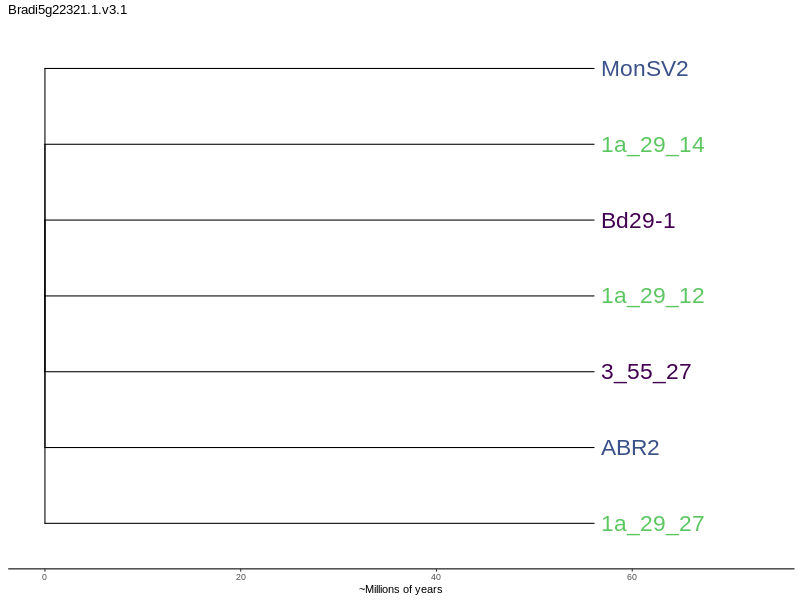 Bradi5g22321.1.v3.1
MonSV2
1a_29_14
Bd29-1
1a_29_12
3_55_27
ABR2
1a_29_27
0 20 40 60
~Millions of years